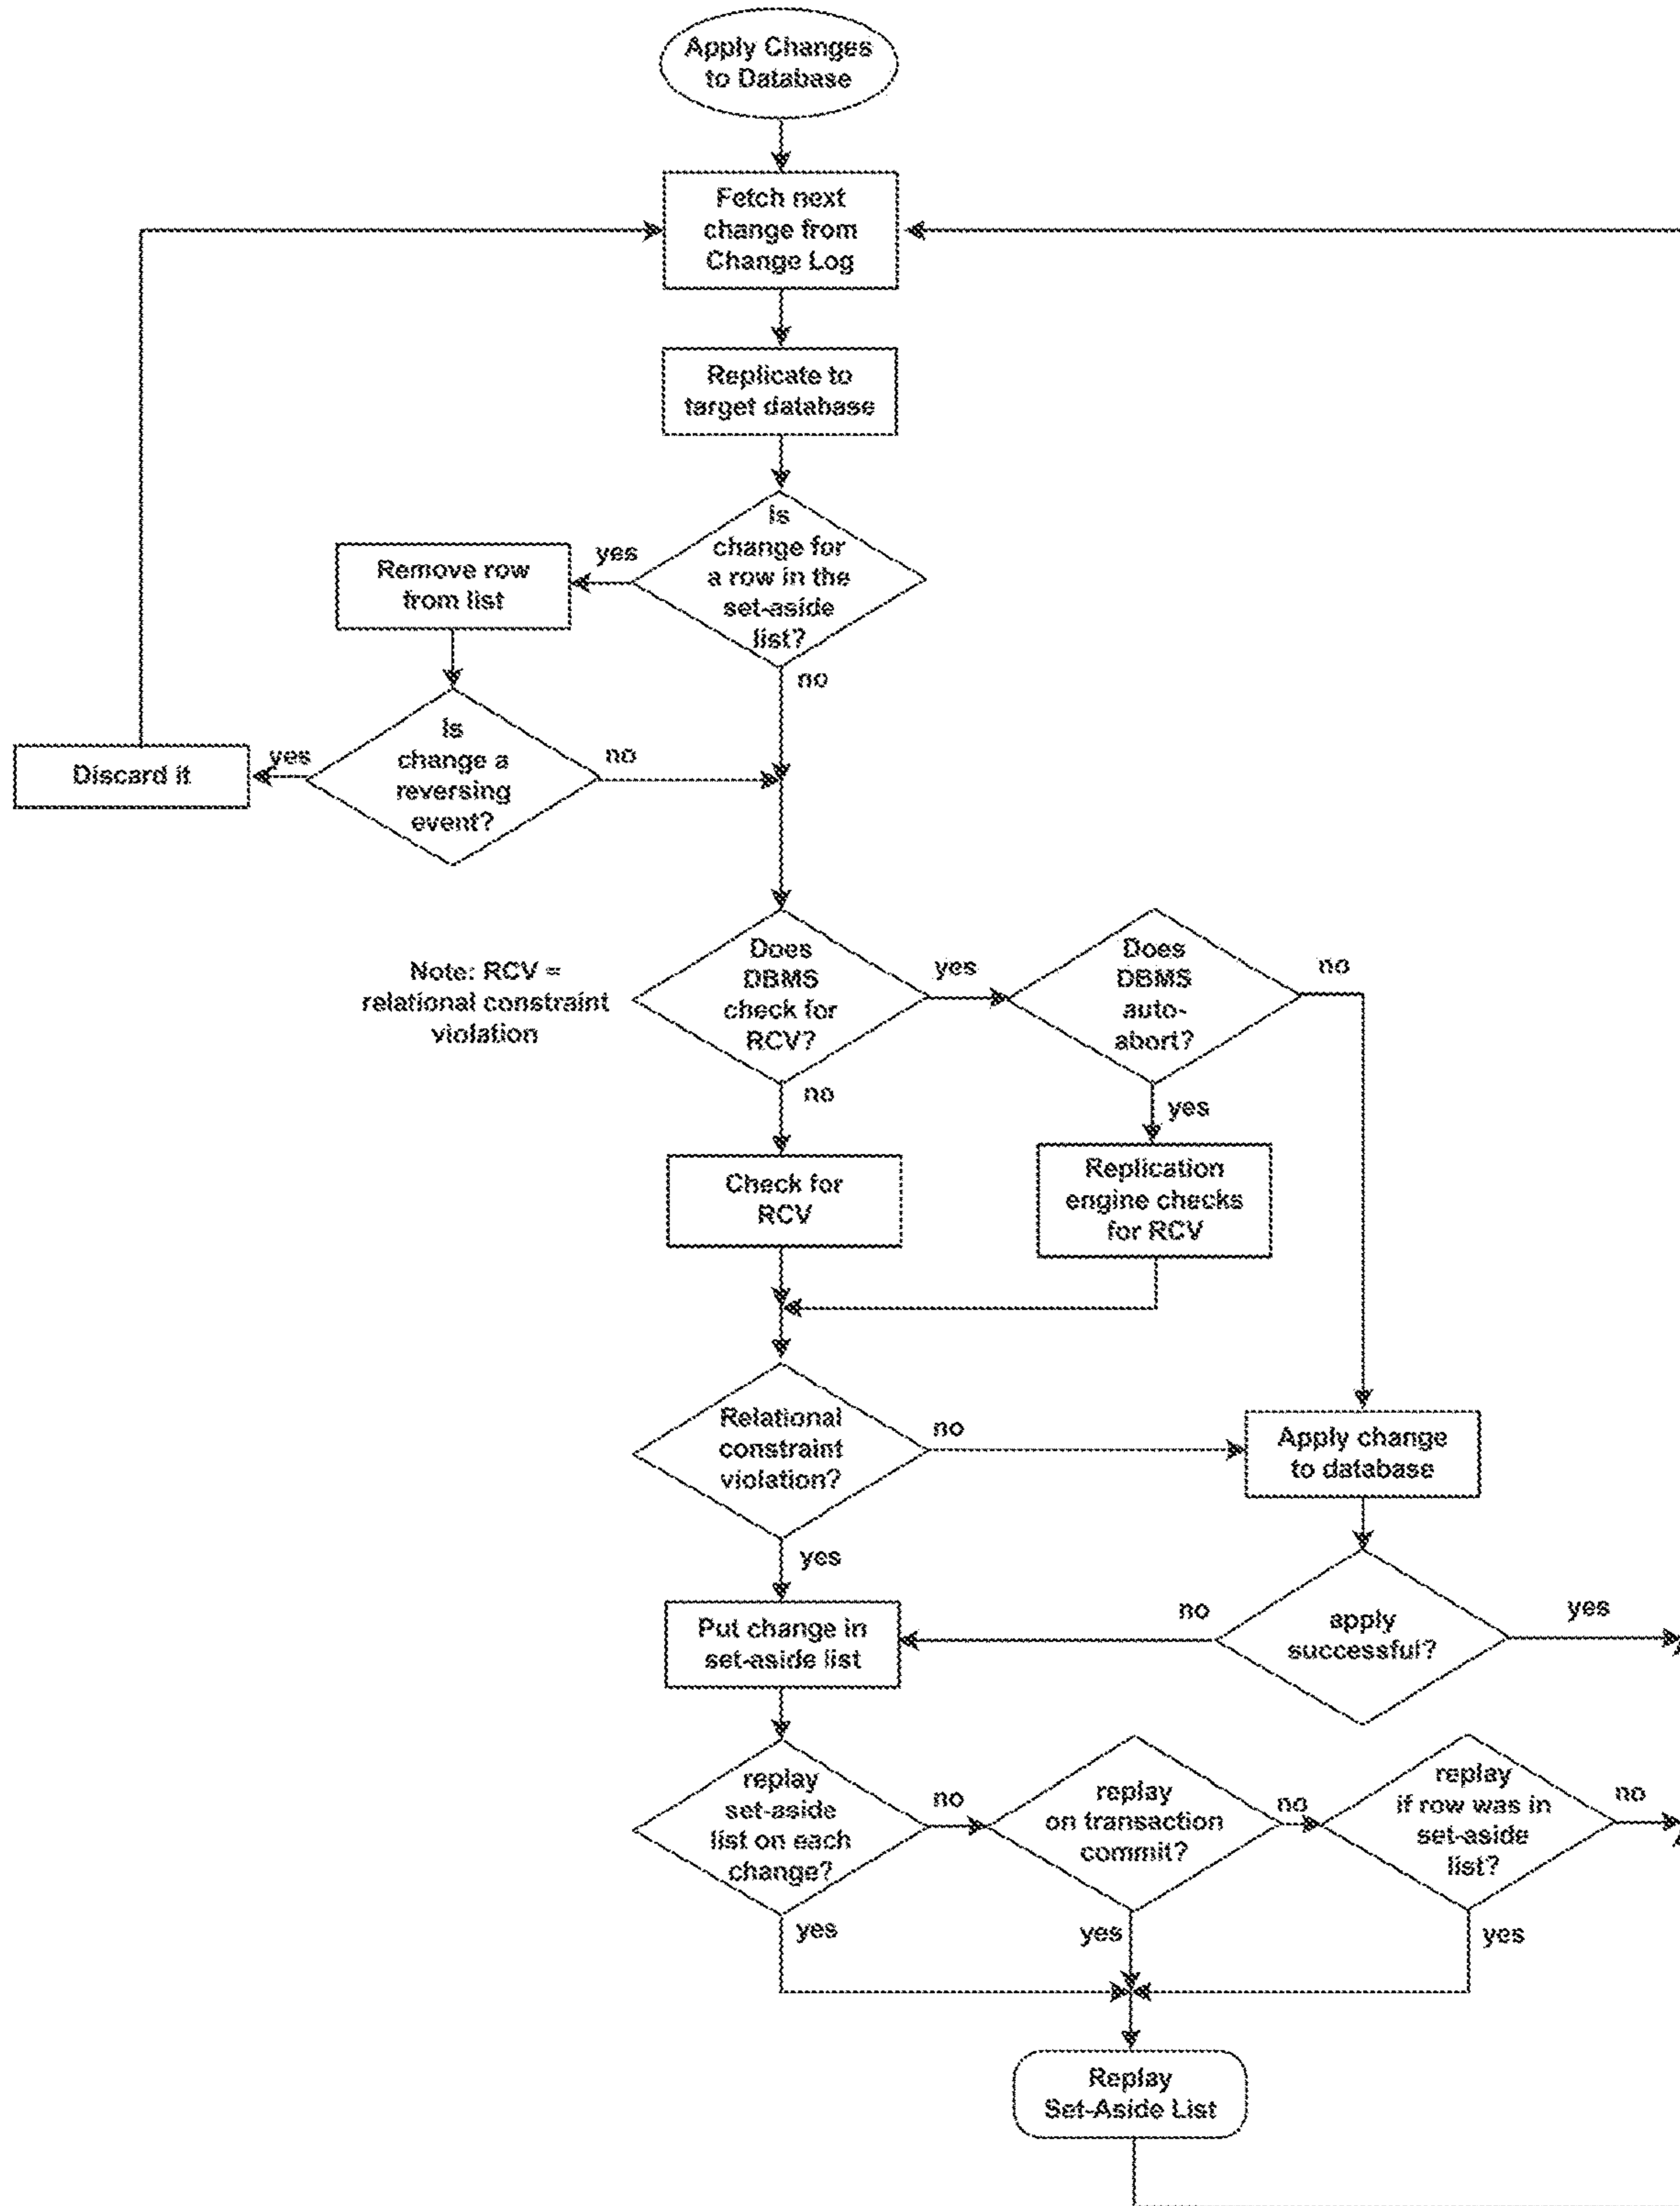 Apply Changes
to Database
Fetch next
change from
Change Log
Replicate to
target database
Is
change for
a row in the
set-aside
list?
yes
Remove row
from list
no
Is
change a
reversing
event?
yes
no
Discard it
Note: RCV =
relational constraint
violation
Does
DBMS
check for
RCV?
yes
Does
DBMS
auto-
abort?
no
no
yes
Check for
RCV
Replication
engine checks
for RCV
Relational
constraint
violation?
no
Apply change
to database
yes
Put change in
set-aside list
no
apply
successful?
yes
replay
set-aside
list on each
change?
no
replay
on transaction
commit?
no
replay
if row was in
set-aside
list?
no
yes
yes
yes
Replay
Set-Aside List